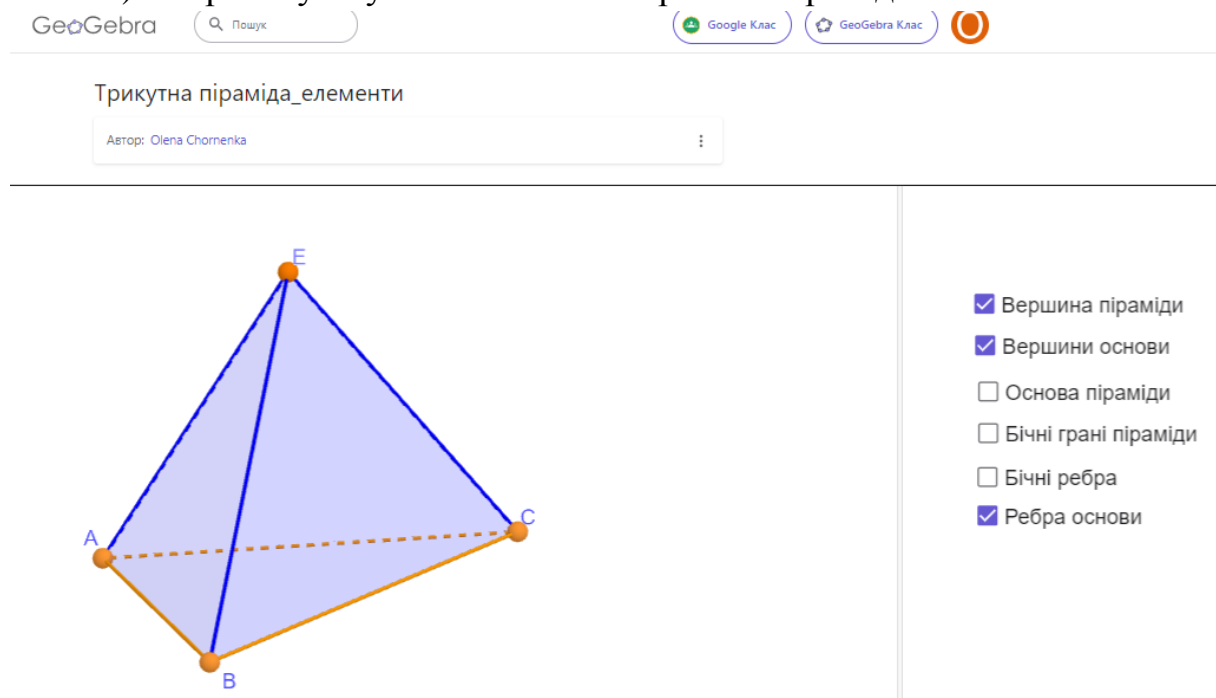 GeoGebra
Пошук
Google Клас
GeoGebra Клас
Трикутна піраміда_елементи
Автор: Olena Chornenka
E
A
C
B
Вершина піраміди
Вершини основи
Основа піраміди
Бічні грані піраміди
Бічні ребра
Ребра основи